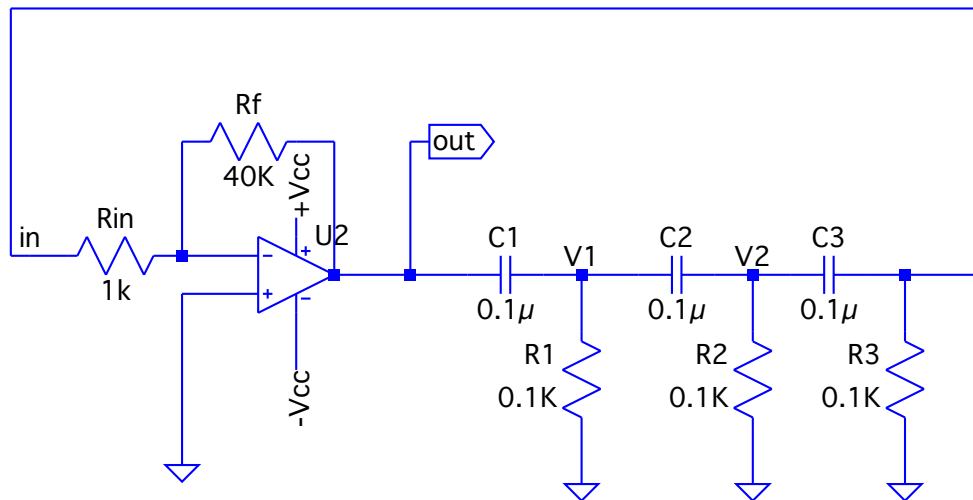 Rf
40K
+Vcc
out
in
Rin
1k
U2
-
+
+
-
-Vcc
C1
0.1µ
V1
C2
0.1µ
V2
C3
0.1µ
R1
0.1K
R2
0.1K
R3
0.1K